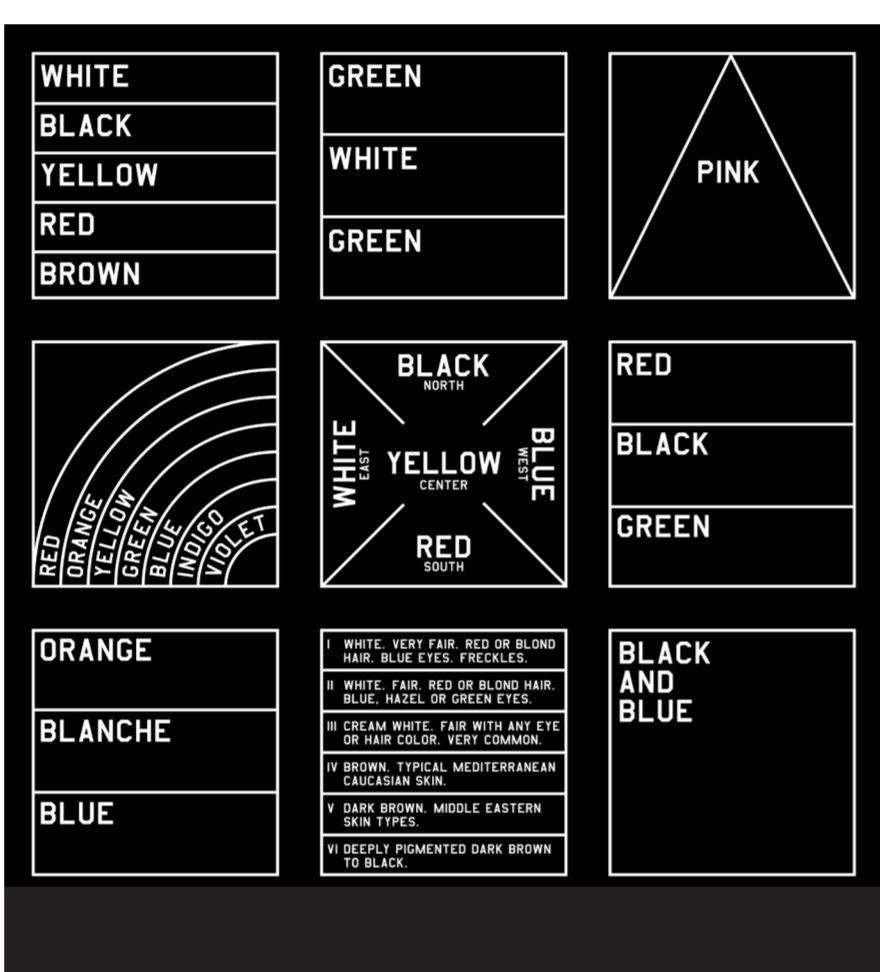 WHITE
BLACK
YELLOW
RED
BROWN
GREEN
WHITE
GREEN
PINK
RED
ORANGE
YELLOW
GREEN
BLUE
INDIGO
VIOLET
BLACK
NORTH
WHITE
EAST
YELLOW
CENTER
BLUE
WEST
RED
SOUTH
RED
BLACK
GREEN
ORANGE
BLANCHE
BLUE
I WHITE. VERY FAIR. RED OR BLOND
HAIR. BLUE EYES. FRECKLES.
II WHITE. FAIR. RED OR BLOND HAIR.
BLUE, HAZEL OR GREEN EYES.
III CREAM WHITE. FAIR WITH ANY EYE
OR HAIR COLOR. VERY COMMON.
IV BROWN. TYPICAL MEDITERRANEAN
CAUCASIAN SKIN.
V DARK BROWN. MIDDLE EASTERN
SKIN TYPES.
VI DEEPLY PIGMENTED DARK BROWN
TO BLACK.
BLACK
AND
BLUE